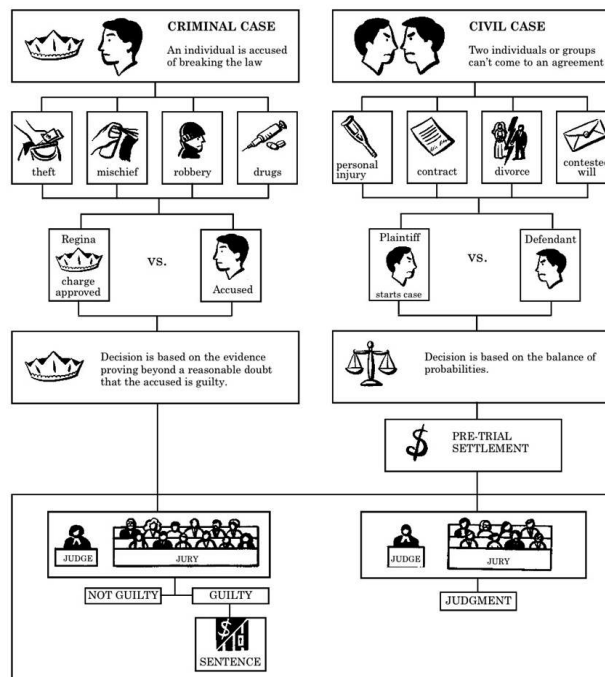 CRIMINAL CASE
An individual is accused
of breaking the law
theft
mischief
robbery
drugs
Regina
charge
approved
vs.
Accused
Decision is based on the evidence
proving beyond a reasonable doubt
that the accused is guilty.
CIVIL CASE
Two individuals or groups
can't come to an agreement
personal
injury
contract
divorce
contested
will
Plaintiff
starts case
vs.
Defendant
Decision is based on the balance of
probabilities.
$
PRE-TRIAL
SETTLEMENT
JUDGE
JURY
NOT GUILTY
GUILTY
$
SENTENCE
JUDGE
JURY
JUDGMENT